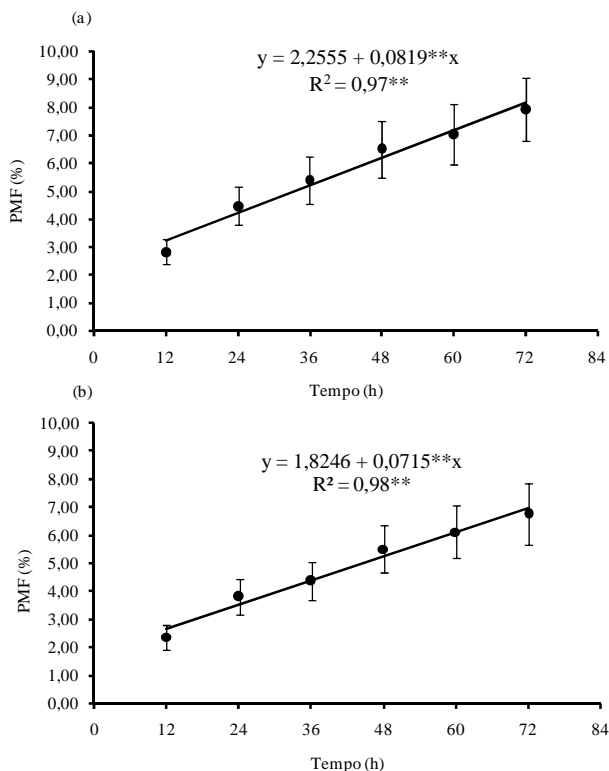 (a)
10,00
9,00
8,00
7,00
6,00
5,00
4,00
3,00
2,00
1,00
0,00
PMF (%)
y = 2,2555 + 0,0819**x
R² = 0,97**
0 12 24 36 48 60 72 84
Tempo (h)
(b)
10,00
9,00
8,00
7,00
6,00
5,00
4,00
3,00
2,00
1,00
0,00
PMF (%)
y = 1,8246 + 0,0715**x
R² = 0,98**
0 12 24 36 48 60 72 84
Tempo (h)